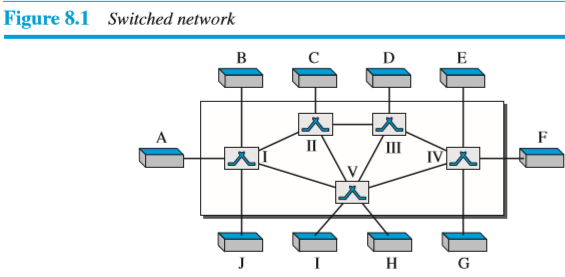 Figure 8.1 Switched network
B C D E
A I II III IV F
V
J I H G